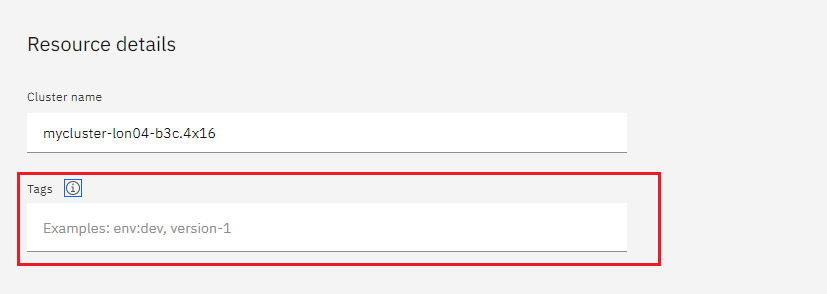 Resource details
Cluster name
mycluster-lon04-b3c.4x16
Tags
Examples: env:dev, version-1